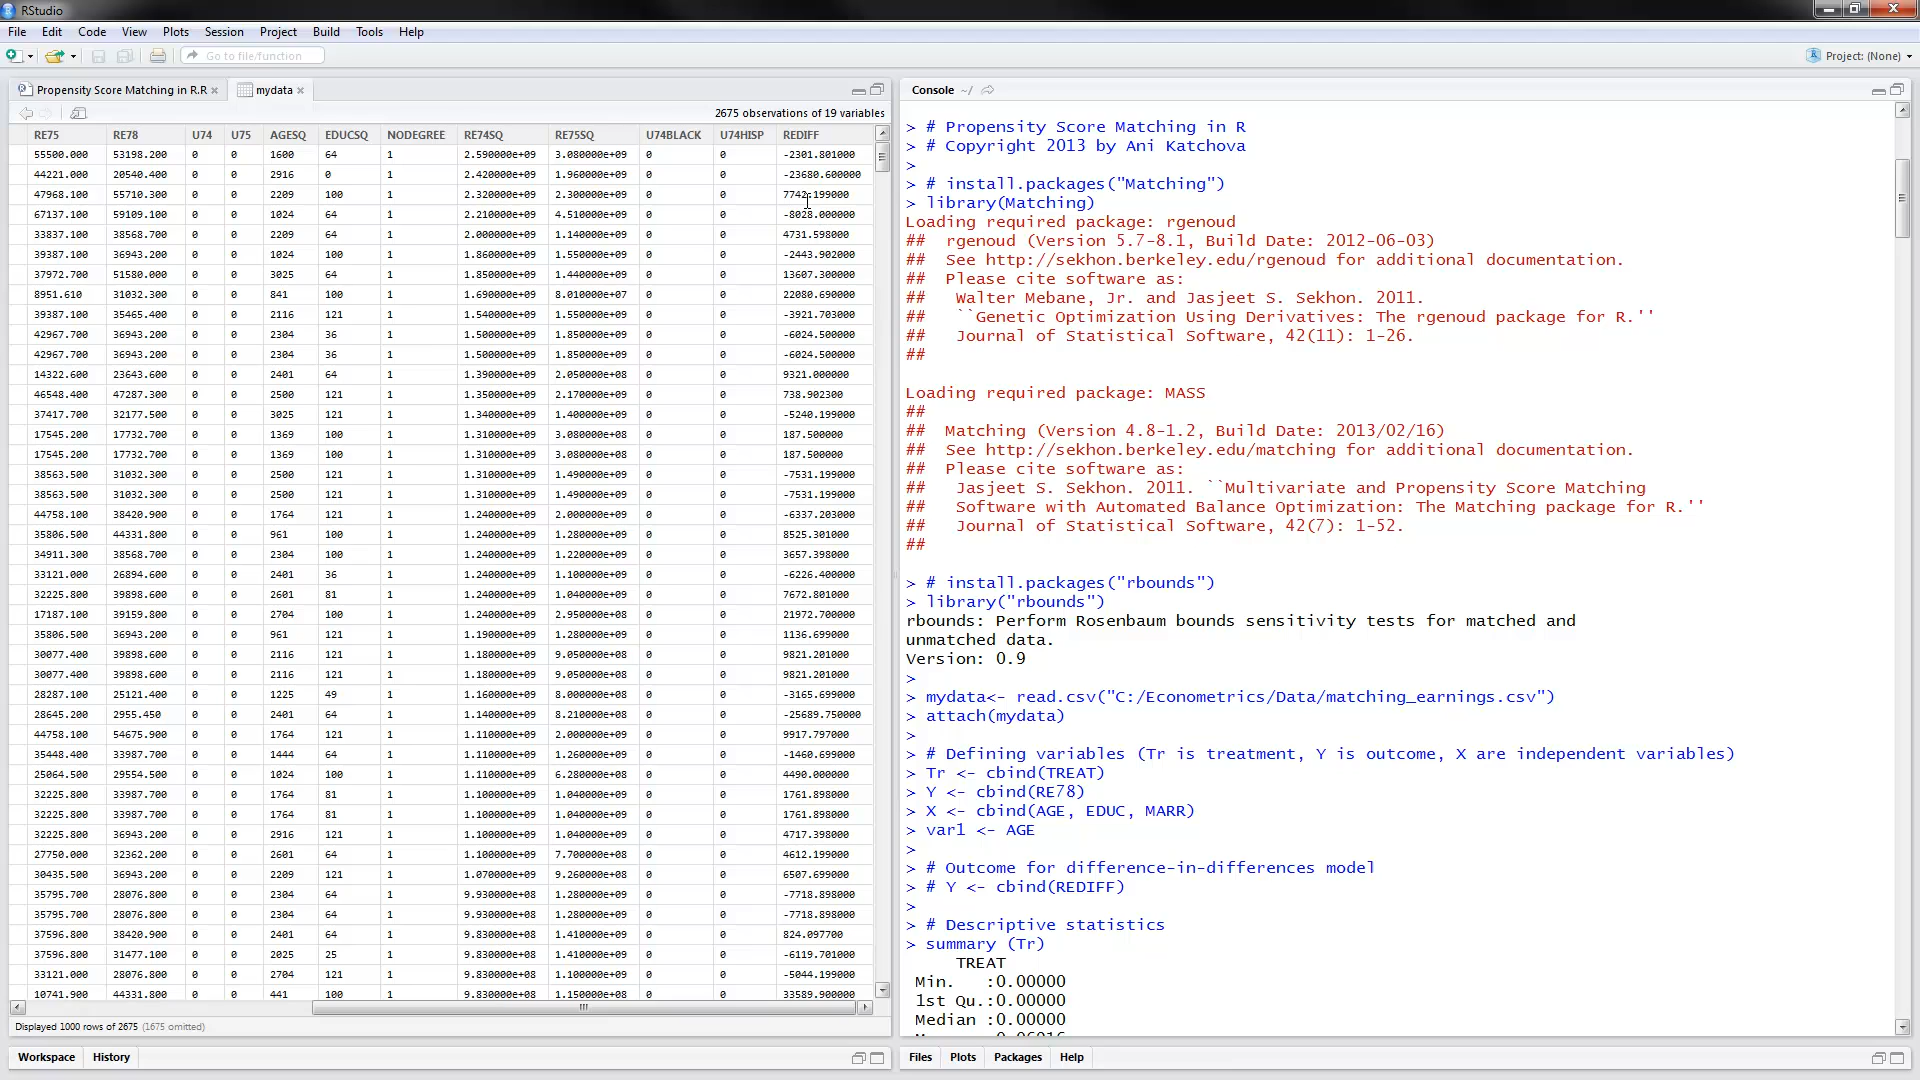 RStudio
File Edit Code View Plots Session Project Build Tools Help
Go to file/function
Project: (None)
Propensity Score Matching in R.R
mydata
2675 observations of 19 variables
RE75 RE78 U74 U75 AGESQ EDUCSQ NODEGREE RE74SQ RE75SQ U74BLACK U74HISP REDIFF
55500.000 53198.200 0 0 1600 64 1 2.590000e+09 3.080000e+09 0 0 -2301.801000
44221.000 20540.400 0 0 2916 0 1 2.420000e+09 1.960000e+09 0 0 -23680.600000
47968.100 55710.300 0 0 2209 100 1 2.320000e+09 2.300000e+09 0 0 7742.199000
67137.100 59109.100 0 0 1024 64 1 2.210000e+09 4.510000e+09 0 0 -8028.000000
33837.100 38568.700 0 0 2209 64 1 2.000000e+09 1.140000e+09 0 0 4731.598000
39387.100 36943.200 0 0 1024 100 1 1.860000e+09 1.550000e+09 0 0 -2443.902000
37972.700 51580.000 0 0 3025 64 1 1.850000e+09 1.440000e+09 0 0 13607.300000
8951.610 31032.300 0 0 841 100 1 1.690000e+09 8.010000e+07 0 0 22080.690000
39387.100 35465.400 0 0 2116 121 1 1.540000e+09 1.550000e+09 0 0 -3921.703000
42967.700 36943.200 0 0 2304 36 1 1.500000e+09 1.850000e+09 0 0 -6024.500000
42967.700 36943.200 0 0 2304 36 1 1.500000e+09 1.850000e+09 0 0 -6024.500000
14322.600 23643.600 0 0 2401 64 1 1.390000e+09 2.050000e+08 0 0 9321.000000
46548.400 47287.300 0 0 2500 121 1 1.350000e+09 2.170000e+09 0 0 738.902300
37417.700 32177.500 0 0 3025 121 1 1.340000e+09 1.400000e+09 0 0 -5240.199000
17545.200 17732.700 0 0 1369 100 1 1.310000e+09 3.080000e+08 0 0 187.500000
17545.200 17732.700 0 0 1369 100 1 1.310000e+09 3.080000e+08 0 0 187.500000
38563.500 31032.300 0 0 2500 121 1 1.310000e+09 1.490000e+09 0 0 -7531.199000
38563.500 31032.300 0 0 2500 121 1 1.310000e+09 1.490000e+09 0 0 -7531.199000
44758.100 38420.900 0 0 1764 121 1 1.240000e+09 2.000000e+09 0 0 -6337.203000
35806.500 44331.800 0 0 961 100 1 1.240000e+09 1.280000e+09 0 0 8525.301000
34911.300 38568.700 0 0 2304 100 1 1.240000e+09 1.220000e+09 0 0 3657.398000
33121.000 26894.600 0 0 2401 36 1 1.240000e+09 1.100000e+09 0 0 -6226.400000
32225.800 39898.600 0 0 2601 81 1 1.240000e+09 1.040000e+09 0 0 7672.801000
17187.100 39159.800 0 0 2704 100 1 1.240000e+09 2.950000e+08 0 0 21972.700000
35806.500 36943.200 0 0 961 121 1 1.190000e+09 1.280000e+09 0 0 1136.699000
30077.400 39898.600 0 0 2116 121 1 1.180000e+09 9.050000e+08 0 0 9821.201000
30077.400 39898.600 0 0 2116 121 1 1.180000e+09 9.050000e+08 0 0 9821.201000
28287.100 25121.400 0 0 1225 49 1 1.160000e+09 8.000000e+08 0 0 -3165.699000
28645.200 2955.450 0 0 2401 64 1 1.140000e+09 8.210000e+08 0 0 -25689.750000
44758.100 54675.900 0 0 1764 121 1 1.110000e+09 2.000000e+09 0 0 9917.797000
35448.400 33987.700 0 0 1444 64 1 1.110000e+09 1.260000e+09 0 0 -1460.699000
25064.500 29554.500 0 0 1024 100 1 1.110000e+09 6.280000e+08 0 0 4490.000000
32225.800 33987.700 0 0 1764 81 1 1.100000e+09 1.040000e+09 0 0 1761.898000
32225.800 33987.700 0 0 1764 81 1 1.100000e+09 1.040000e+09 0 0 1761.898000
32225.800 36943.200 0 0 2916 121 1 1.100000e+09 1.040000e+09 0 0 4717.398000
27750.000 32362.200 0 0 2601 64 1 1.100000e+09 7.700000e+08 0 0 4612.199000
30435.500 36943.200 0 0 2209 121 1 1.070000e+09 9.260000e+08 0 0 6507.699000
35795.700 28076.800 0 0 2304 64 1 9.930000e+08 1.280000e+09 0 0 -7718.898000
35795.700 28076.800 0 0 2304 64 1 9.930000e+08 1.280000e+09 0 0 -7718.898000
37596.800 38420.900 0 0 2401 64 1 9.830000e+08 1.410000e+09 0 0 824.097700
37596.800 31477.100 0 0 2025 25 1 9.830000e+08 1.410000e+09 0 0 -6119.701000
33121.000 28076.800 0 0 2704 121 1 9.830000e+08 1.100000e+09 0 0 -5044.199000
10741.900 44331.800 0 0 441 100 1 9.830000e+08 1.150000e+08 0 0 33589.900000
Displayed 1000 rows of 2675 (1675 omitted)
Workspace History
Console ~/
> # Propensity Score Matching in R
> # Copyright 2013 by Ani Katchova
>
> # install.packages("Matching")
> library(Matching)
Loading required package: rgenoud
## rgenoud (Version 5.7-8.1, Build Date: 2012-06-03)
## See http://sekhon.berkeley.edu/rgenoud for additional documentation.
## Please cite software as:
## Walter Mebane, Jr. and Jasjeet S. Sekhon. 2011.
## ``Genetic Optimization Using Derivatives: The rgenoud package for R.''
## Journal of Statistical Software, 42(11): 1-26.
##
Loading required package: MASS
##
## Matching (Version 4.8-1.2, Build Date: 2013/02/16)
## See http://sekhon.berkeley.edu/matching for additional documentation.
## Please cite software as:
## Jasjeet S. Sekhon. 2011. ``Multivariate and Propensity Score Matching
## Software with Automated Balance Optimization: The Matching package for R.''
## Journal of Statistical Software, 42(7): 1-52.
##
> # install.packages("rbounds")
> library("rbounds")
rbounds: Perform Rosenbaum bounds sensitivity tests for matched and
unmatched data.
Version: 0.9
>
> mydata<- read.csv("C:/Econometrics/Data/matching_earnings.csv")
> attach(mydata)
>
> # Defining variables (Tr is treatment, Y is outcome, X are independent variables)
> Tr <- cbind(TREAT)
> Y <- cbind(RE78)
> X <- cbind(AGE, EDUC, MARR)
> var1 <- AGE
>
> # Outcome for difference-in-differences model
> # Y <- cbind(REDIFF)
>
> # Descriptive statistics
> summary (Tr)
TREAT
Min. :0.00000
1st Qu.:0.00000
Median :0.00000
Files Plots Packages Help